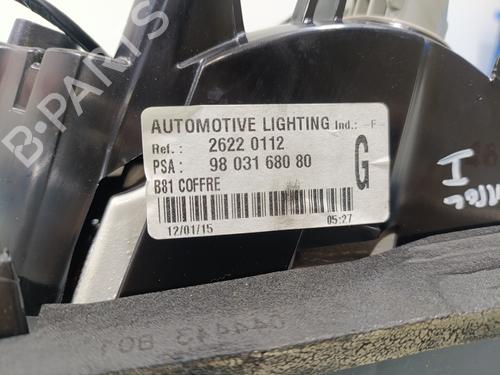 B-PARTS
AUTOMOTIVE LIGHTING Ind.: -F
Ref. : 2622 0112
PSA : 98 031 680 80
B81 COFFRE
G
12/01/15 05:27
I